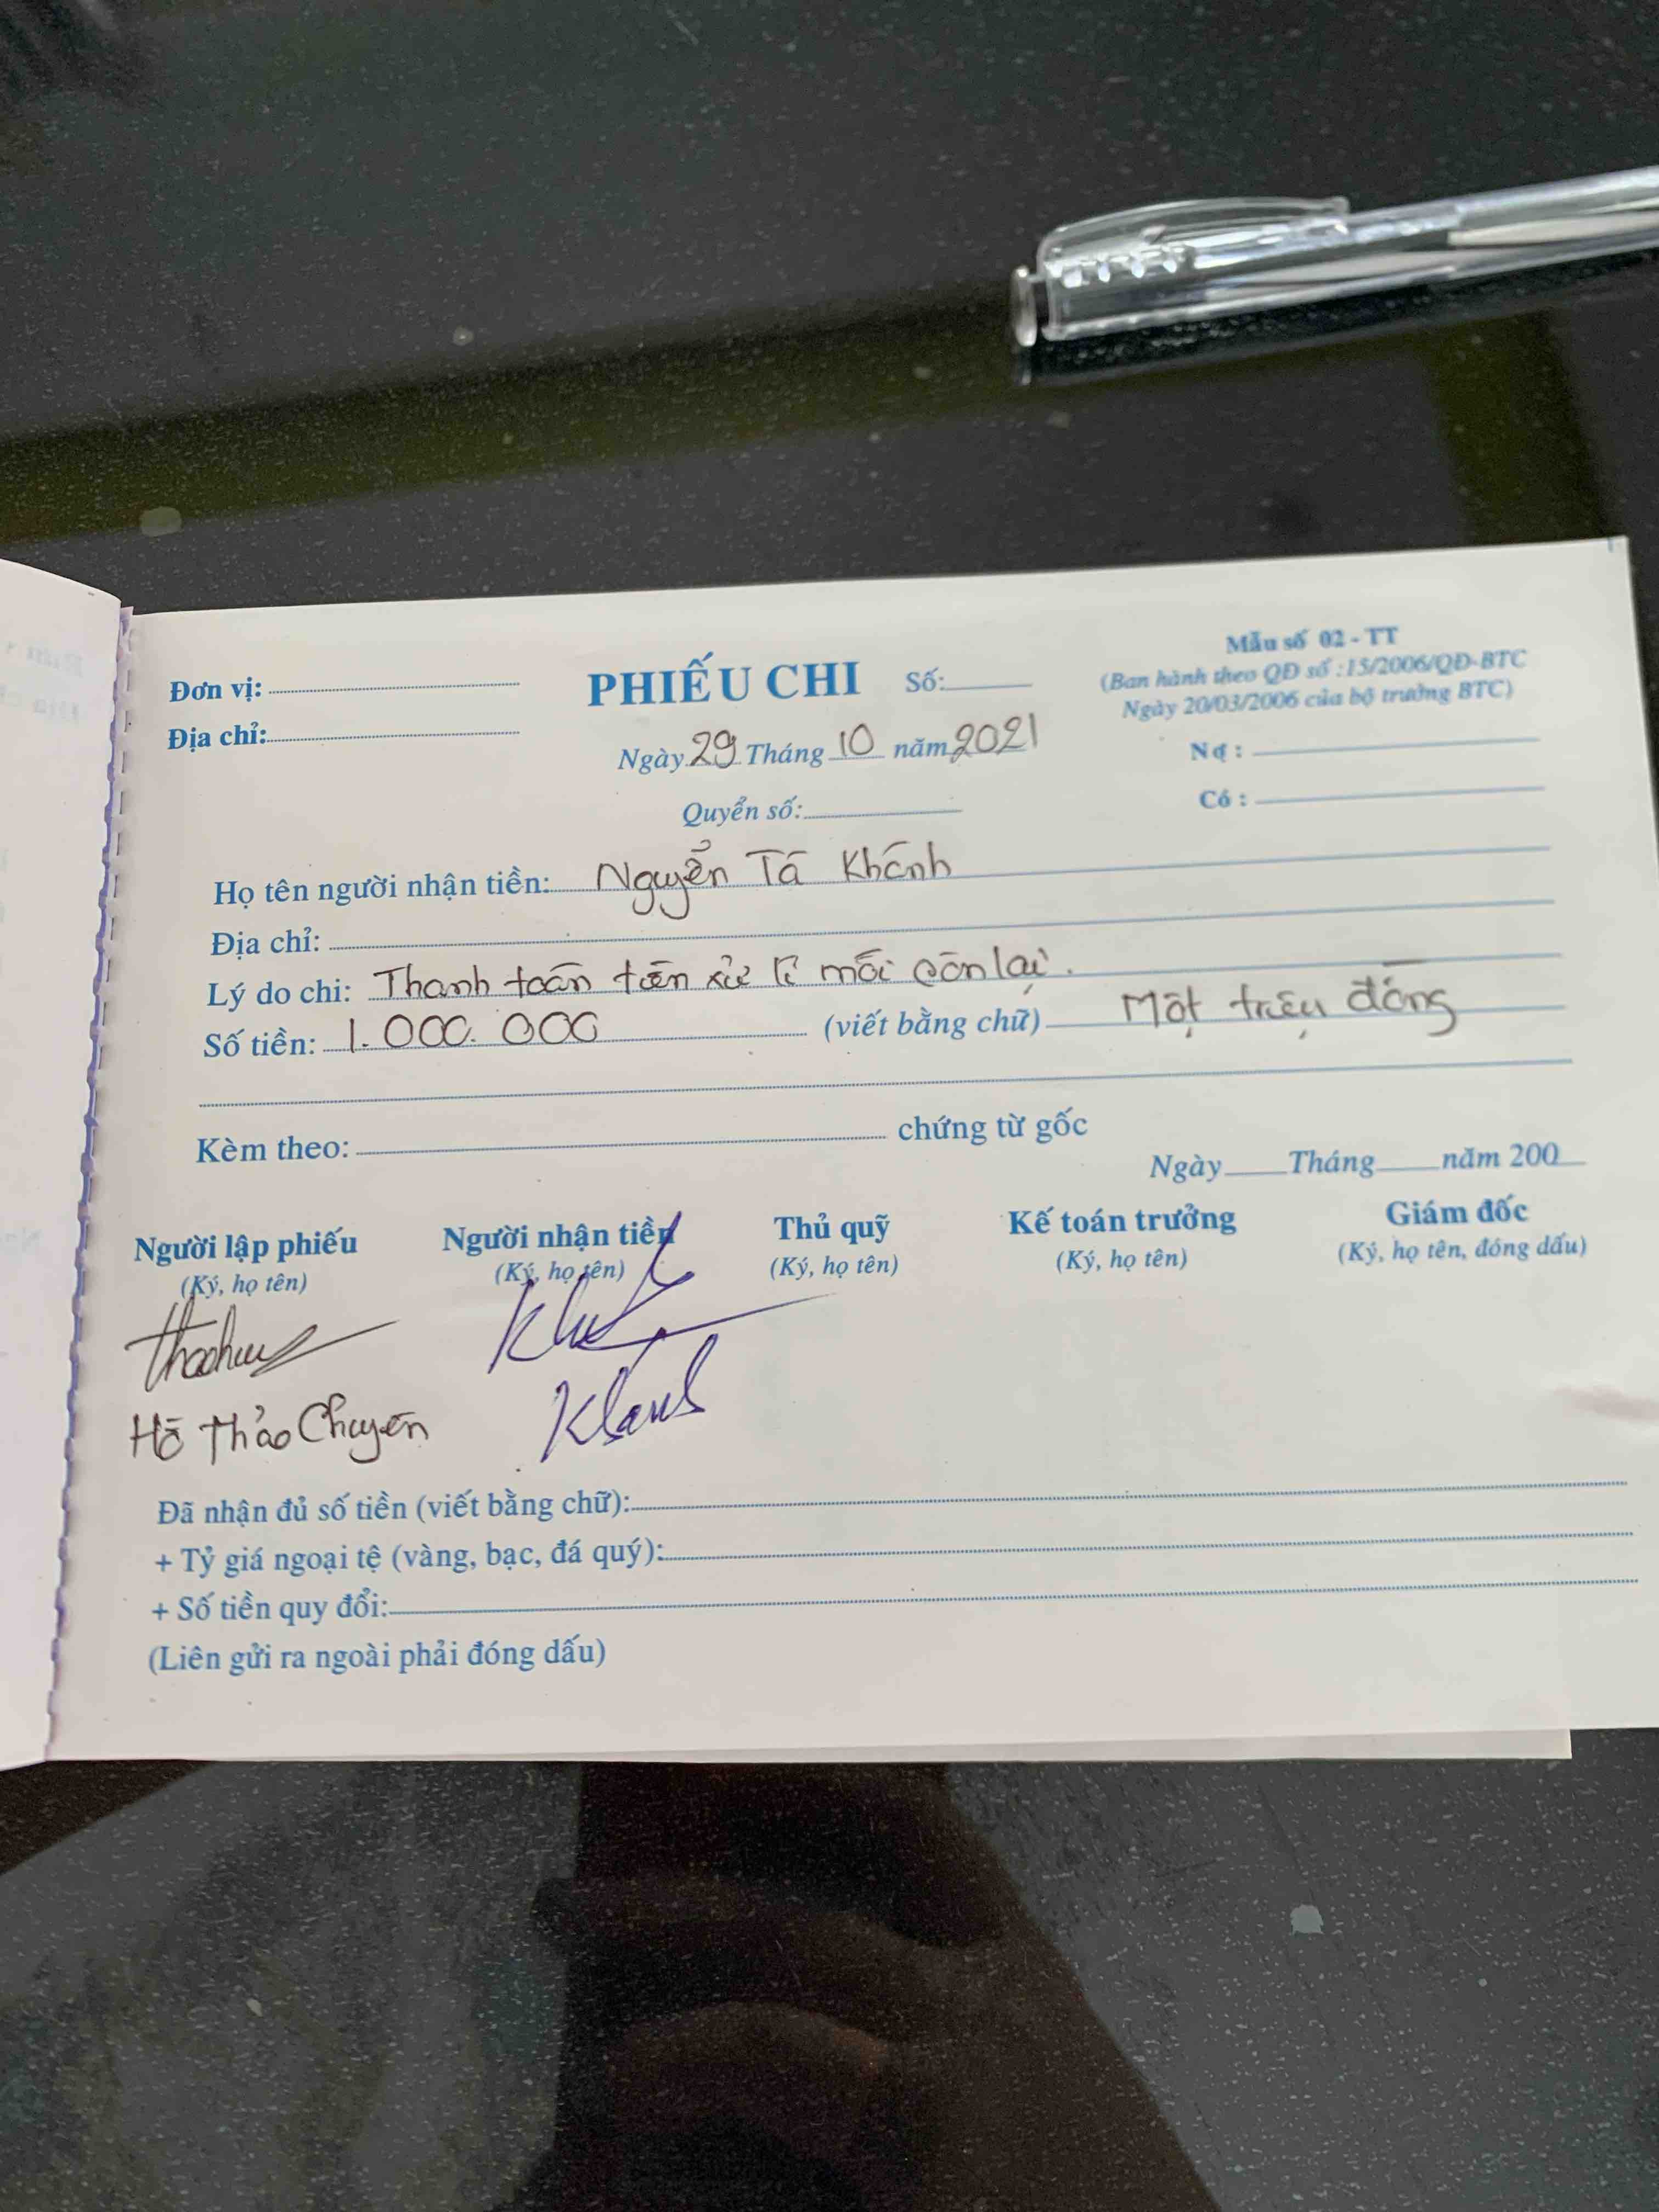 Mẫu số 02 - TT
Đơn vị: PHIẾU CHI Số: (Ban hành theo QĐ số :15/2006/QĐ-BTC
Địa chỉ: Ngày 20/03/2006 của bộ trưởng BTC)
Ngày 29 Tháng 10 năm 2021 Nợ :
Quyển số: Có :
Họ tên người nhận tiền: Nguyễn Tá Khánh
Địa chỉ:
Lý do chi: Thanh toán tiền xử lí mối còn lại.
Số tiền: 1.000.000 (viết bằng chữ) Một triệu đồng
Kèm theo: chứng từ gốc
Ngày Tháng năm 200
Người lập phiếu Người nhận tiền Thủ quỹ Kế toán trưởng Giám đốc
(Ký, họ tên) (Ký, họ tên) (Ký, họ tên) (Ký, họ tên) (Ký, họ tên, đóng dấu)
Hồ Thảo Chuyên Khanh
Đã nhận đủ số tiền (viết bằng chữ):
+ Tỷ giá ngoại tệ (vàng, bạc, đá quý):
+ Số tiền quy đổi:
(Liên gửi ra ngoài phải đóng dấu)